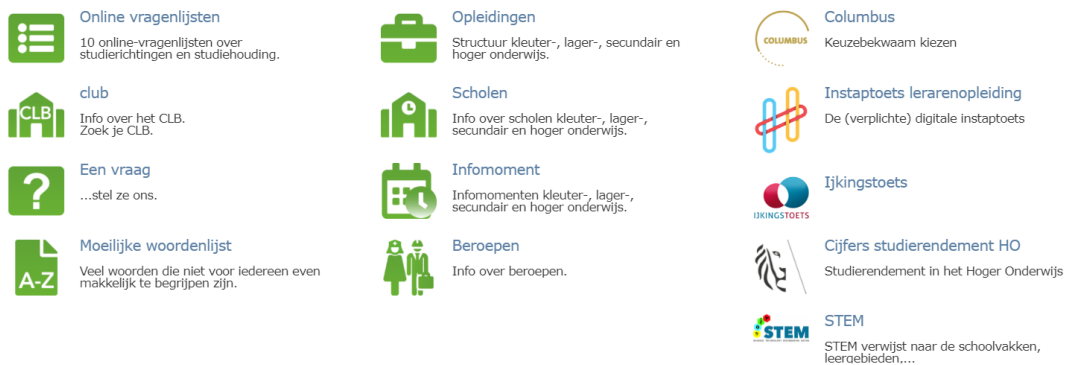 Online vragenlijsten
10 online-vragenlijsten over
studierichtingen en studiehouding.
CLB
club
Info over het CLB.
Zoek je CLB.
?
Een vraag
...stel ze ons.
A-Z
Moeilijke woordenlijst
Veel woorden die niet voor iedereen even
makkelijk te begrijpen zijn.
Opleidingen
Structuur kleuter-, lager-, secundair en
hoger onderwijs.
Scholen
Info over scholen kleuter-, lager-,
secundair en hoger onderwijs.
Infomoment
Infomomenten kleuter-, lager-,
secundair en hoger onderwijs.
Beroepen
Info over beroepen.
COLUMBUS
Columbus
Keuzebekwaam kiezen
Instaptoets lerarenopleiding
De (verplichte) digitale instaptoets
IJKINGSTOETS
Ijkingstoets
Cijfers studierendement HO
Studierendement in het Hoger Onderwijs
STEM
STEM
STEM verwijst naar de schoolvakken,
leergebieden,...